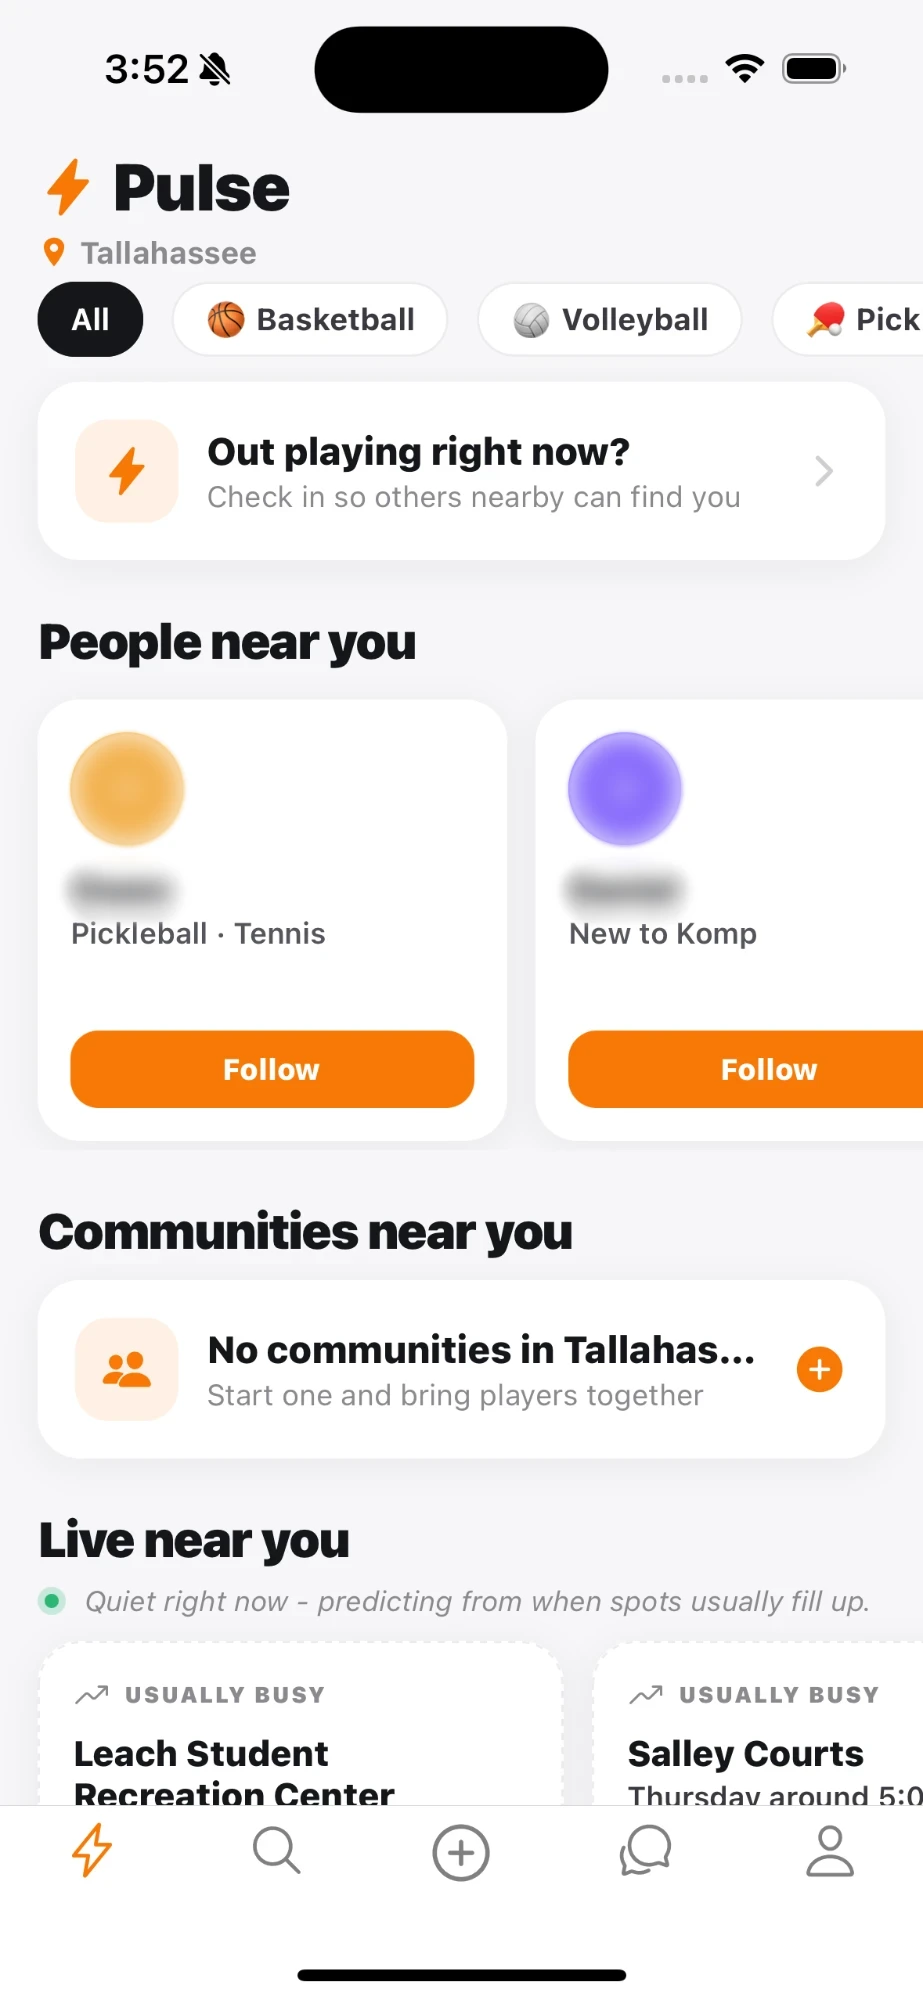 3:52
Pulse
Tallahassee
All
Basketball
Volleyball
Pick
Out playing right now?
Check in so others nearby can find you
People near you
Pickleball · Tennis
New to Komp
Follow
Follow
Communities near you
No communities in Tallahas...
Start one and bring players together
Live near you
Quiet right now - predicting from when spots usually fill up.
USUALLY BUSY
USUALLY BUSY
Leach Student
Recreation Center
Salley Courts
Thursday around 5:0